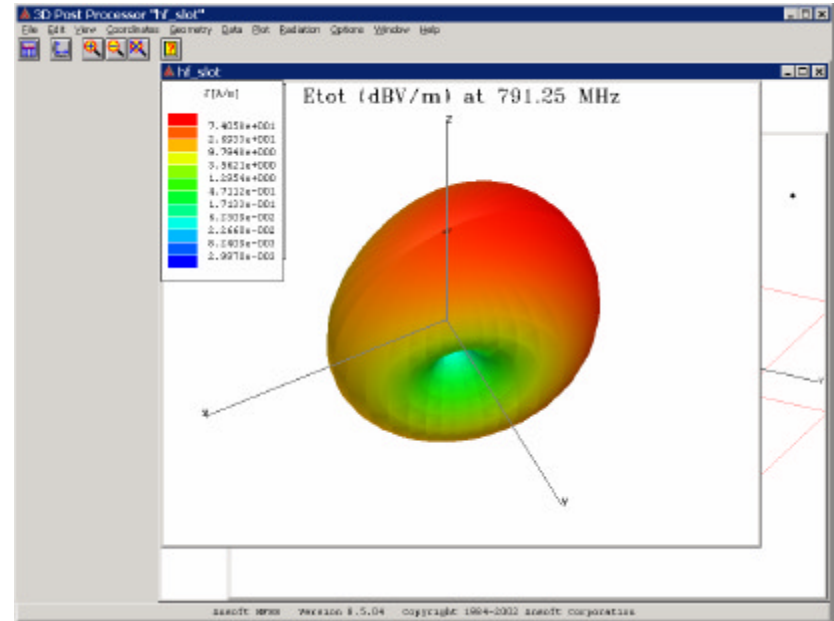 3D Post Processor "hf_slot"
File Edit View Coordinates Geometry Data Plot Radiation Options Window Help
hf_slot
Etot (dBV/m) at 791.25 MHz
J[A/m]
7.4058e+001
2.6933e+001
9.7948e+000
3.5621e+000
1.2954e+000
4.7112e-001
1.7133e-001
6.2309e-002
2.2660e-002
8.2409e-003
2.9970e-003
Z
X
Y
Y
Ansoft HFSS Version 8.5.04 Copyright 1984-2002 Ansoft Corporation